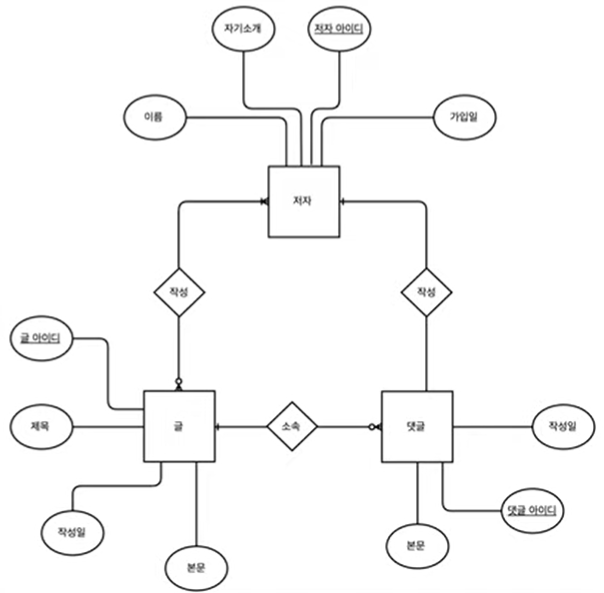 자기소개
저자 아이디
이름
가입일
저자
작성
작성
글 아이디
제목
글
소속
댓글
작성일
작성일
본문
본문
댓글 아이디